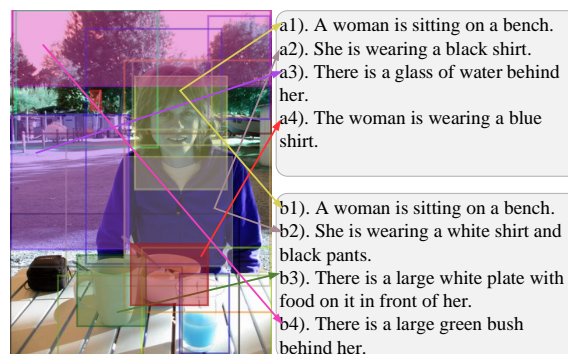 a1). A woman is sitting on a bench.
a2). She is wearing a black shirt.
a3). There is a glass of water behind
her.
a4). The woman is wearing a blue
shirt.
b1). A woman is sitting on a bench.
b2). She is wearing a white shirt and
black pants.
b3). There is a large white plate with
food on it in front of her.
b4). There is a large green bush
behind her.